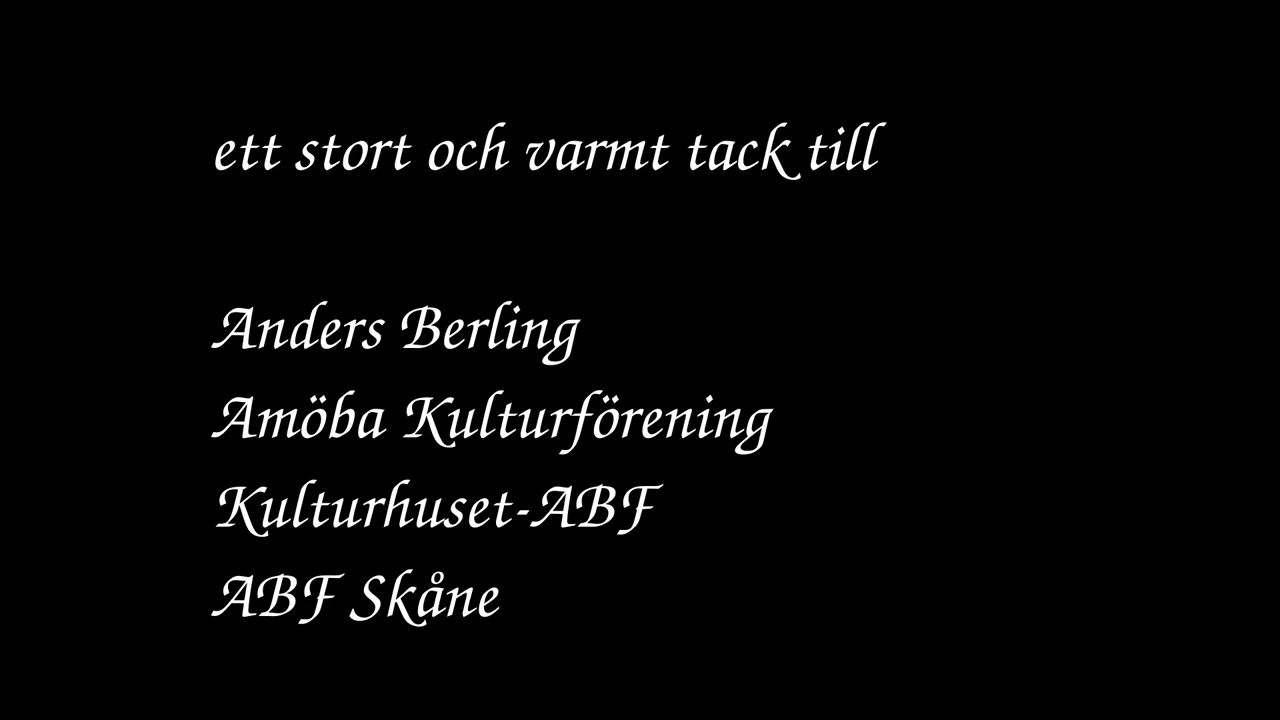 ett stort och varmt tack till
Anders Berling
Amöba Kulturförening
Kulturhuset-ABF
ABF Skåne